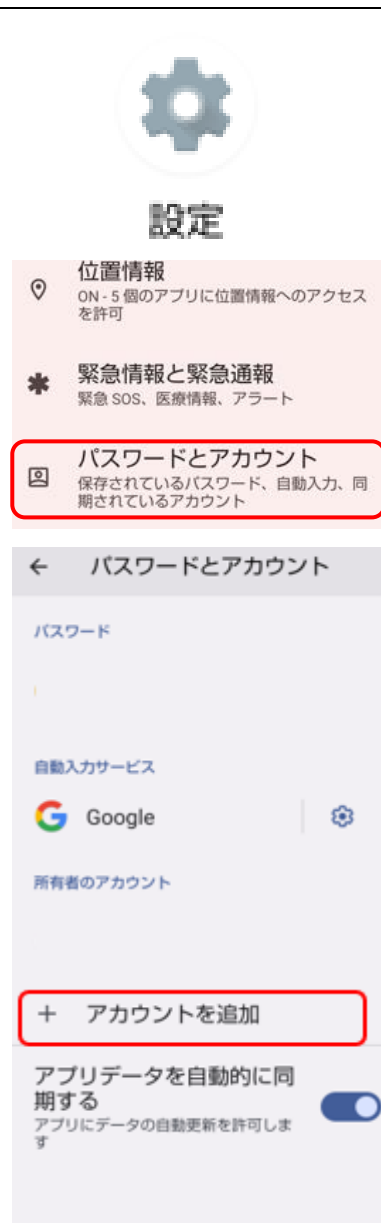 設定
位置情報
ON - 5 個のアプリに位置情報へのアクセス
を許可
緊急情報と緊急通報
緊急 SOS、医療情報、アラート
パスワードとアカウント
保存されているパスワード、自動入力、同
期されているアカウント
パスワードとアカウント
パスワード
自動入力サービス
Google
所有者のアカウント
+ アカウントを追加
アプリデータを自動的に同
期する
アプリにデータの自動更新を許可しま
す